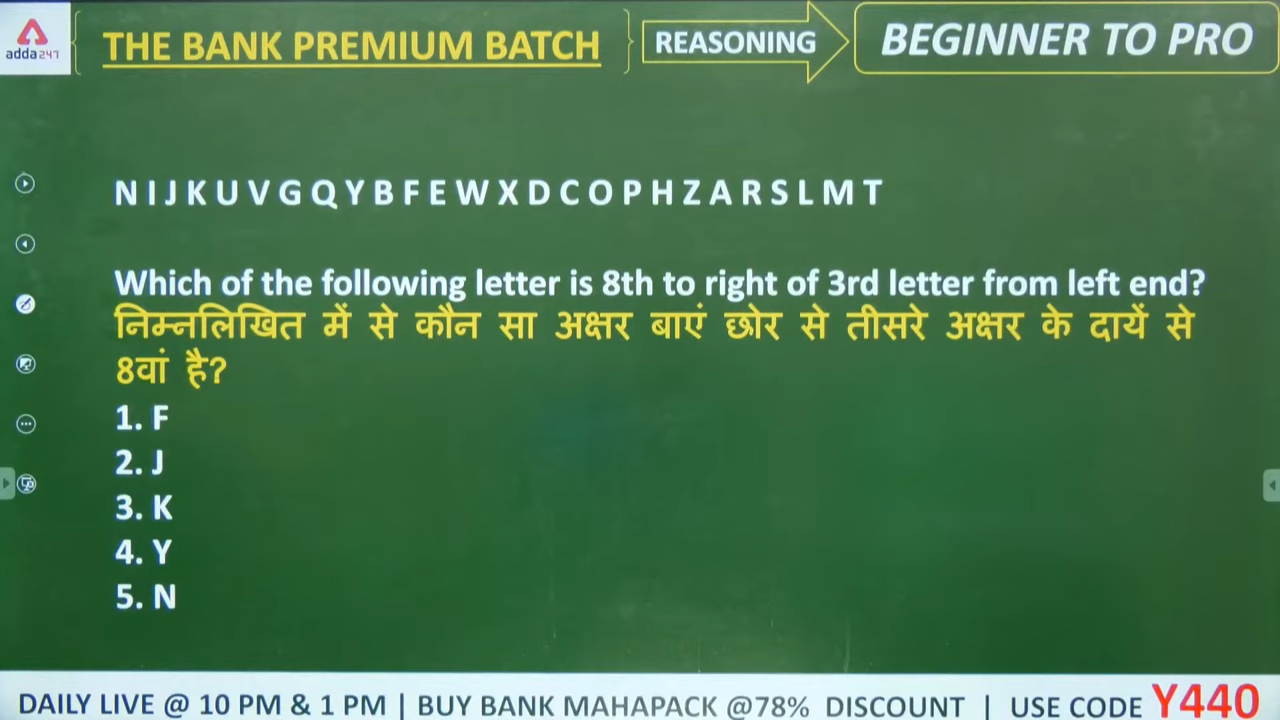 adda247
THE BANK PREMIUM BATCH
REASONING
BEGINNER TO PRO
N I J K U V G Q Y B F E W X D C O P H Z A R S L M T
Which of the following letter is 8th to right of 3rd letter from left end?
निम्नलिखित में से कौन सा अक्षर बाएं छोर से तीसरे अक्षर के दायें से
8वां है?
1. F
2. J
3. K
4. Y
5. N
DAILY LIVE @ 10 PM & 1 PM | BUY BANK MAHAPACK @78% DISCOUNT | USE CODE Y440